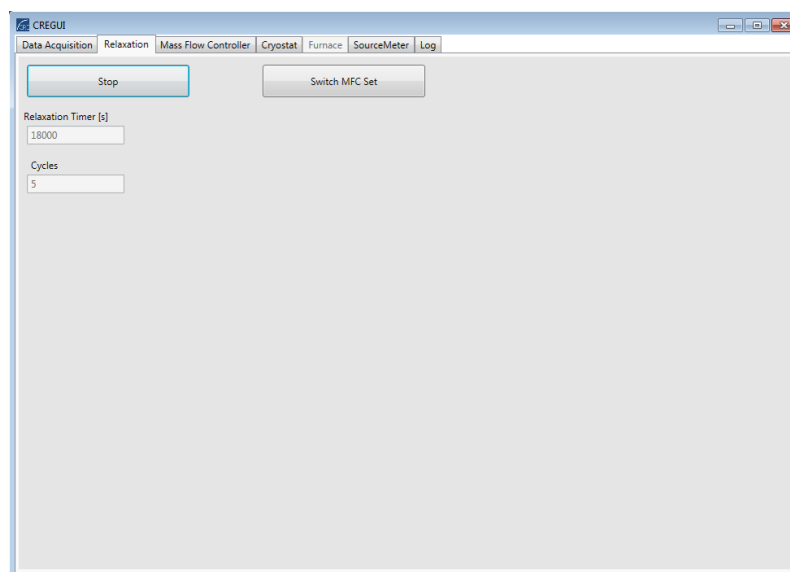 CREGUI
Data Acquisition Relaxation Mass Flow Controller Cryostat Furnace SourceMeter Log
Stop Switch MFC Set
Relaxation Timer [s]
18000
Cycles
5